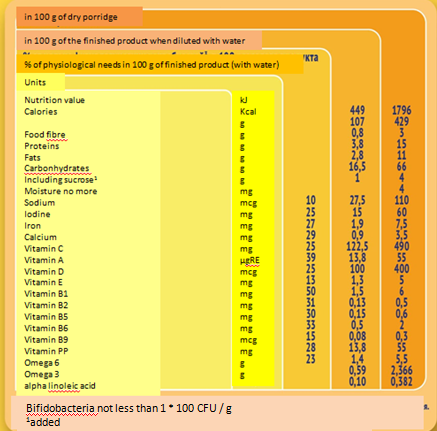 in 100 g of dry porridge
in 100 g of the finished product when diluted with water
укта
% of physiological needs in 100 g of finished product (with water)
Units
Nutrition value kJ
Calories Kcal 449 1796
g 107 429
Food fibre g 0,8 3
Proteins g 3,8 15
Fats g 2,8 11
Carbonhydrates g 16,5 66
Including sucrose¹ g 1 4
Moisture no more mg 4
Sodium mcg 10 27,5 110
Iodine mg 25 15 60
Iron mg 27 1,9 7,5
Calcium mg 29 0,9 3,5
Vitamin C mg 25 122,5 490
Vitamin A µgRE 39 13,8 55
Vitamin D mcg 25 100 400
Vitamin E mg 13 1,3 5
Vitamin B1 mg 50 1,5 6
Vitamin B2 mg 31 0,13 0,5
Vitamin B5 mg 30 0,15 0,6
Vitamin B6 mg 33 0,5 2
Vitamin B9 mcg 15 0,08 0,3
Vitamin PP mg 28 13,8 55
Omega 6 g 23 1,4 5,5
Omega 3 g 0,59 2,366
alpha linoleic acid g 0,10 0,382
Bifidobacteria not less than 1 * 100 CFU / g
¹added